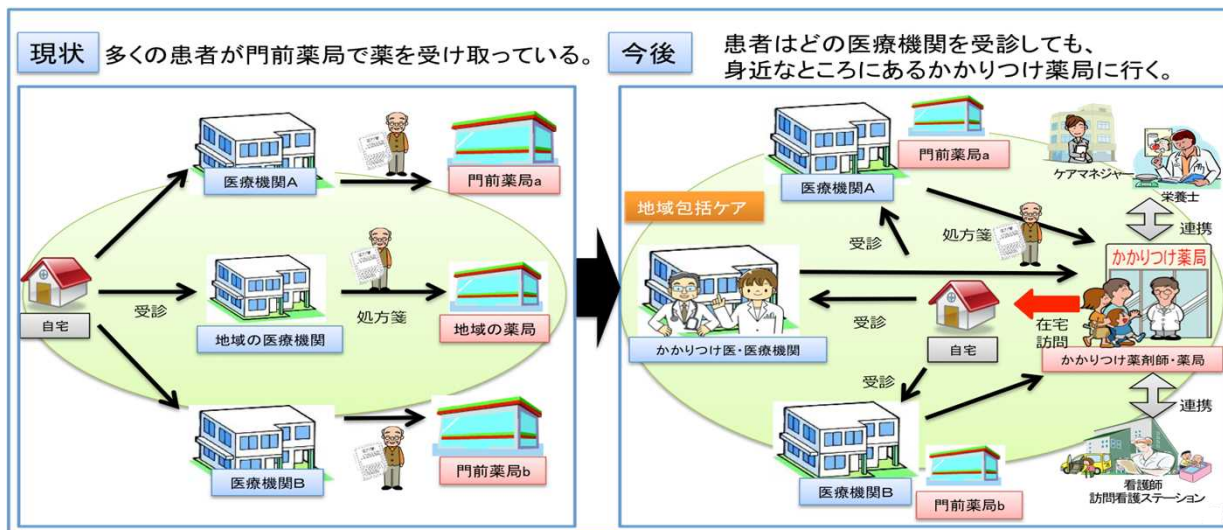 現状
多くの患者が門前薬局で薬を受け取っている。
医療機関A
門前薬局a
自宅
受診
地域の医療機関
処方箋
地域の薬局
医療機関B
門前薬局b
今後
患者はどの医療機関を受診しても、
身近なところにあるかかりつけ薬局に行く。
門前薬局a
医療機関A
ケアマネジャー
栄養士
地域包括ケア
受診
処方箋
連携
かかりつけ薬局
かかりつけ医・医療機関
受診
自宅
在宅
訪問
かかりつけ薬剤師・薬局
受診
連携
医療機関B
門前薬局b
看護師
訪問看護ステーション